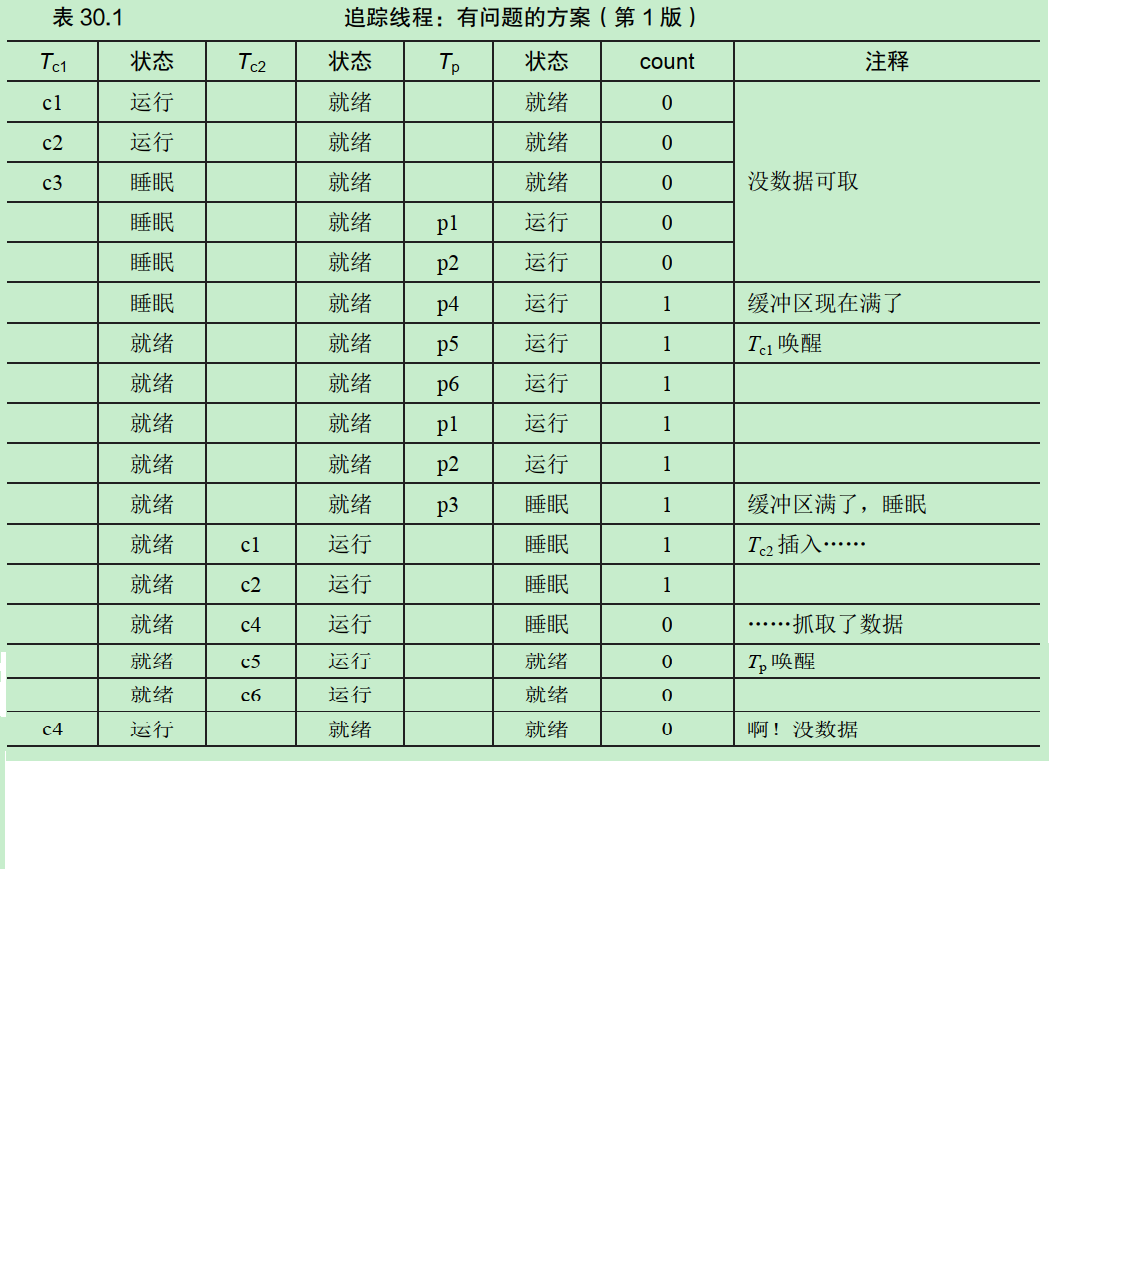 表 30.1 追踪线程：有问题的方案（第 1 版）
Tc1 状态 Tc2 状态 Tp 状态 count 注释
c1 运行 就绪 就绪 0
c2 运行 就绪 就绪 0
c3 睡眠 就绪 就绪 0 没数据可取
睡眠 就绪 p1 运行 0
睡眠 就绪 p2 运行 0
睡眠 就绪 p4 运行 1 缓冲区现在满了
就绪 就绪 p5 运行 1 Tc1 唤醒
就绪 就绪 p6 运行 1
就绪 就绪 p1 运行 1
就绪 就绪 p2 运行 1
就绪 就绪 p3 睡眠 1 缓冲区满了，睡眠
就绪 c1 运行 睡眠 1 Tc2 插入……
就绪 c2 运行 睡眠 1
就绪 c4 运行 睡眠 0 ……抓取了数据
就绪 c5 运行 就绪 0 Tp 唤醒
就绪 c6 运行 就绪 0
c4 运行 就绪 就绪 0 啊！没数据